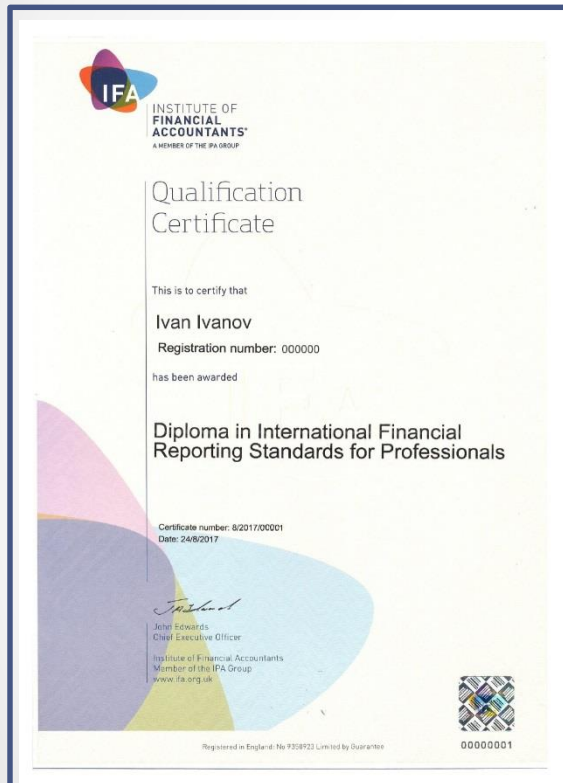 IFA
INSTITUTE OF
FINANCIAL
ACCOUNTANTS®
A MEMBER OF THE IPA GROUP
Qualification
Certificate
This is to certify that
Ivan Ivanov
Registration number: 000000
has been awarded
Diploma in International Financial
Reporting Standards for Professionals
Certificate number: 8/2017/00001
Date: 24/8/2017
John Edwards
Chief Executive Officer
Institute of Financial Accountants
Member of the IPA Group
www.ifa.org.uk
Registered in England: No 9358923 Limited by Guarantee
00000001